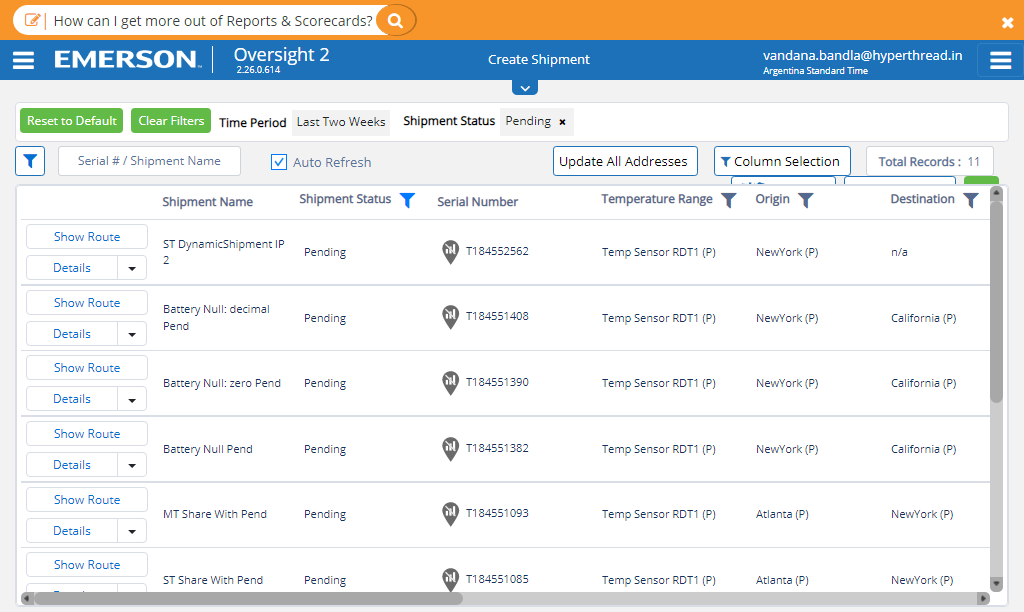 How can I get more out of Reports & Scorecards?
EMERSON
Oversight 2
2.26.0.614
Create Shipment
vandana.bandla@hyperthread.in
Argentina Standard Time
Reset to Default
Clear Filters
Time Period
Last Two Weeks
Shipment Status
Pending ×
Serial # / Shipment Name
Auto Refresh
Update All Addresses
Column Selection
Total Records : 11
Shipment Name
Shipment Status
Serial Number
Temperature Range
Origin
Destination
Show Route
Details
ST DynamicShipment IP
2
Pending
T184552562
Temp Sensor RDT1 (P)
NewYork (P)
n/a
Show Route
Details
Battery Null: decimal
Pend
Pending
T184551408
Temp Sensor RDT1 (P)
NewYork (P)
California (P)
Show Route
Details
Battery Null: zero Pend
Pending
T184551390
Temp Sensor RDT1 (P)
NewYork (P)
California (P)
Show Route
Details
Battery Null Pend
Pending
T184551382
Temp Sensor RDT1 (P)
NewYork (P)
California (P)
Show Route
Details
MT Share With Pend
Pending
T184551093
Temp Sensor RDT1 (P)
Atlanta (P)
NewYork (P)
Show Route
ST Share With Pend
Pending
T184551085
Temp Sensor RDT1 (P)
Atlanta (P)
NewYork (P)